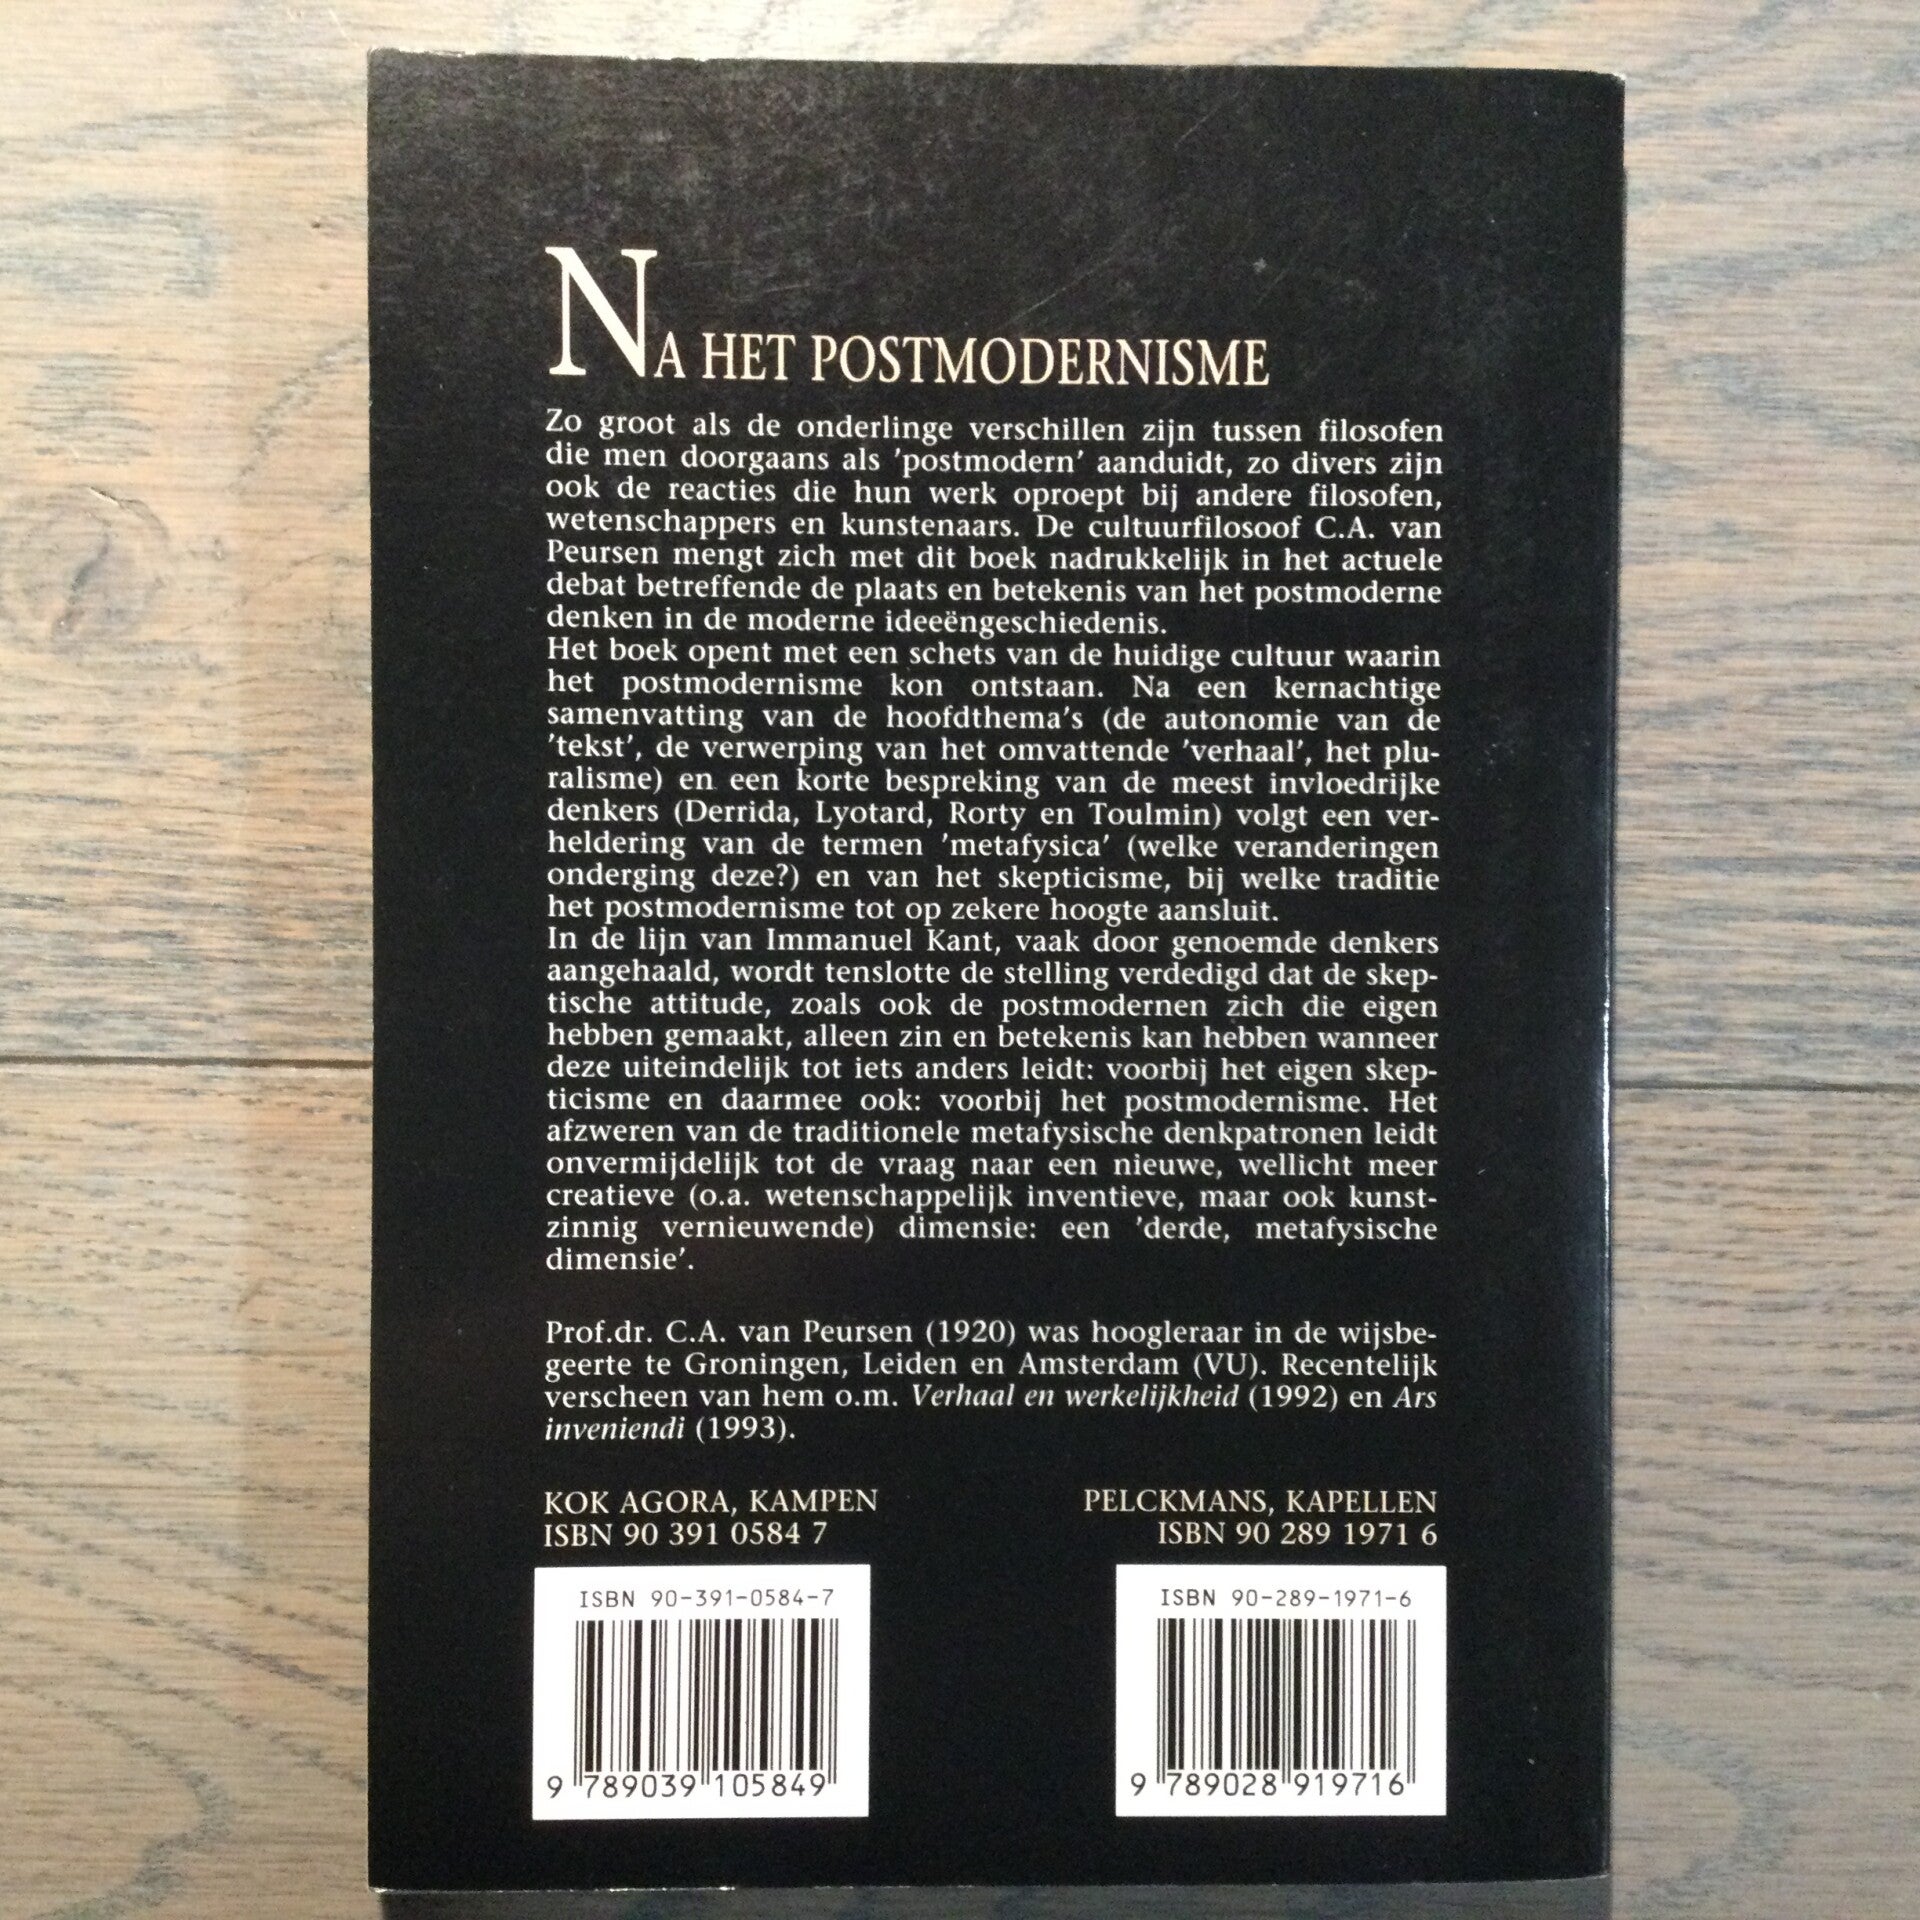 NA HET POSTMODERNISME
Zo groot als de onderlinge verschillen zijn tussen filosofen
die men doorgaans als 'postmodern' aanduidt, zo divers zijn
ook de reacties die hun werk oproept bij andere filosofen,
wetenschappers en kunstenaars. De cultuurfilosoof C.A. van
Peursen mengt zich met dit boek nadrukkelijk in het actuele
debat betreffende de plaats en betekenis van het postmoderne
denken in de moderne ideeëngeschiedenis.
Het boek opent met een schets van de huidige cultuur waarin
het postmodernisme kon ontstaan. Na een kernachtige
samenvatting van de hoofdthema's (de autonomie van de
'tekst', de verwerping van het omvattende 'verhaal', het plu-
ralisme) en een korte bespreking van de meest invloedrijke
denkers (Derrida, Lyotard, Rorty en Toulmin) volgt een ver-
heldering van de termen 'metafysica' (welke veranderingen
onderging deze?) en van het skepticisme, bij welke traditie
het postmodernisme tot op zekere hoogte aansluit.
In de lijn van Immanuel Kant, vaak door genoemde denkers
aangehaald, wordt tenslotte de stelling verdedigd dat de skep-
tische attitude, zoals ook de postmodernen zich die eigen
hebben gemaakt, alleen zin en betekenis kan hebben wanneer
deze uiteindelijk tot iets anders leidt: voorbij het eigen skep-
ticisme en daarmee ook: voorbij het postmodernisme. Het
afzweren van de traditionele metafysische denkpatronen leidt
onvermijdelijk tot de vraag naar een nieuwe, wellicht meer
creatieve (o.a. wetenschappelijk inventieve, maar ook kunst-
zinnig vernieuwende) dimensie: een 'derde, metafysische
dimensie'.
Prof.dr. C.A. van Peursen (1920) was hoogleraar in de wijsbe-
geerte te Groningen, Leiden en Amsterdam (VU). Recentelijk
verscheen van hem o.m. Verhaal en werkelijkheid (1992) en Ars
inveniendi (1993).
KOK AGORA, KAMPEN
ISBN 90 391 0584 7
PELCKMANS, KAPELLEN
ISBN 90 289 1971 6
ISBN 90-391-0584-7
9 789039 105849
ISBN 90-289-1971-6
9 789028 919716